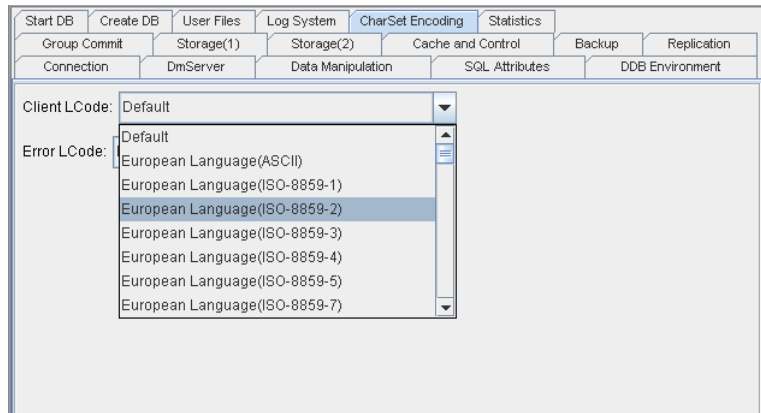 Start DB Create DB User Files Log System CharSet Encoding Statistics
Group Commit Storage(1) Storage(2) Cache and Control Backup Replication
Connection DmServer Data Manipulation SQL Attributes DDB Environment
Client LCode: Default
Default
Error LCode:
European Language(ASCII)
European Language(ISO-8859-1)
European Language(ISO-8859-2)
European Language(ISO-8859-3)
European Language(ISO-8859-4)
European Language(ISO-8859-5)
European Language(ISO-8859-7)